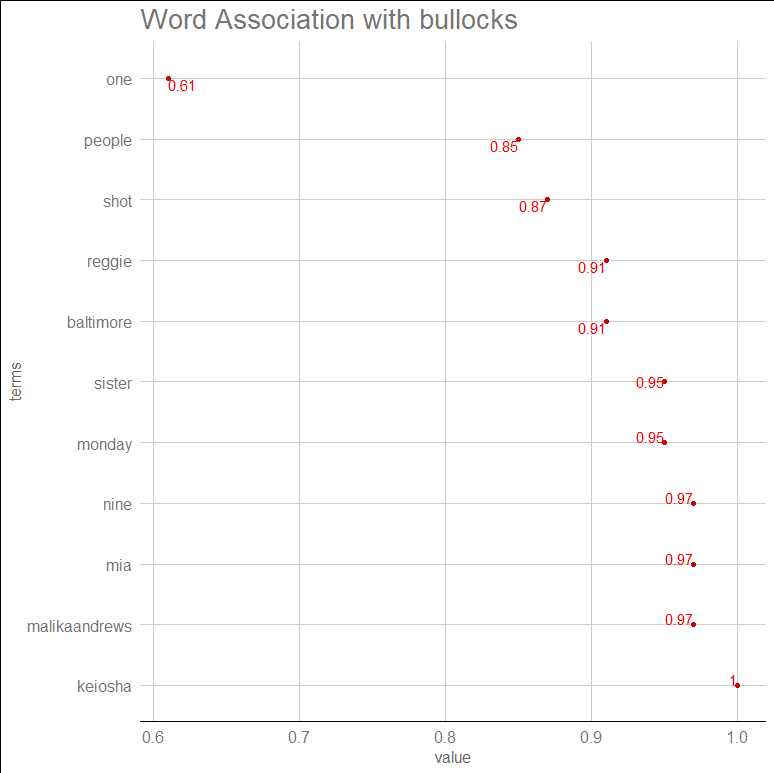 Word Association with bullocks
one
0.61
people
0.85
shot
0.87
reggie
0.91
baltimore
0.91
terms
sister
0.95
monday
0.95
nine
0.97
mia
0.97
malikaandrews
0.97
keiosha
1
0.6 0.7 0.8 0.9 1.0
value